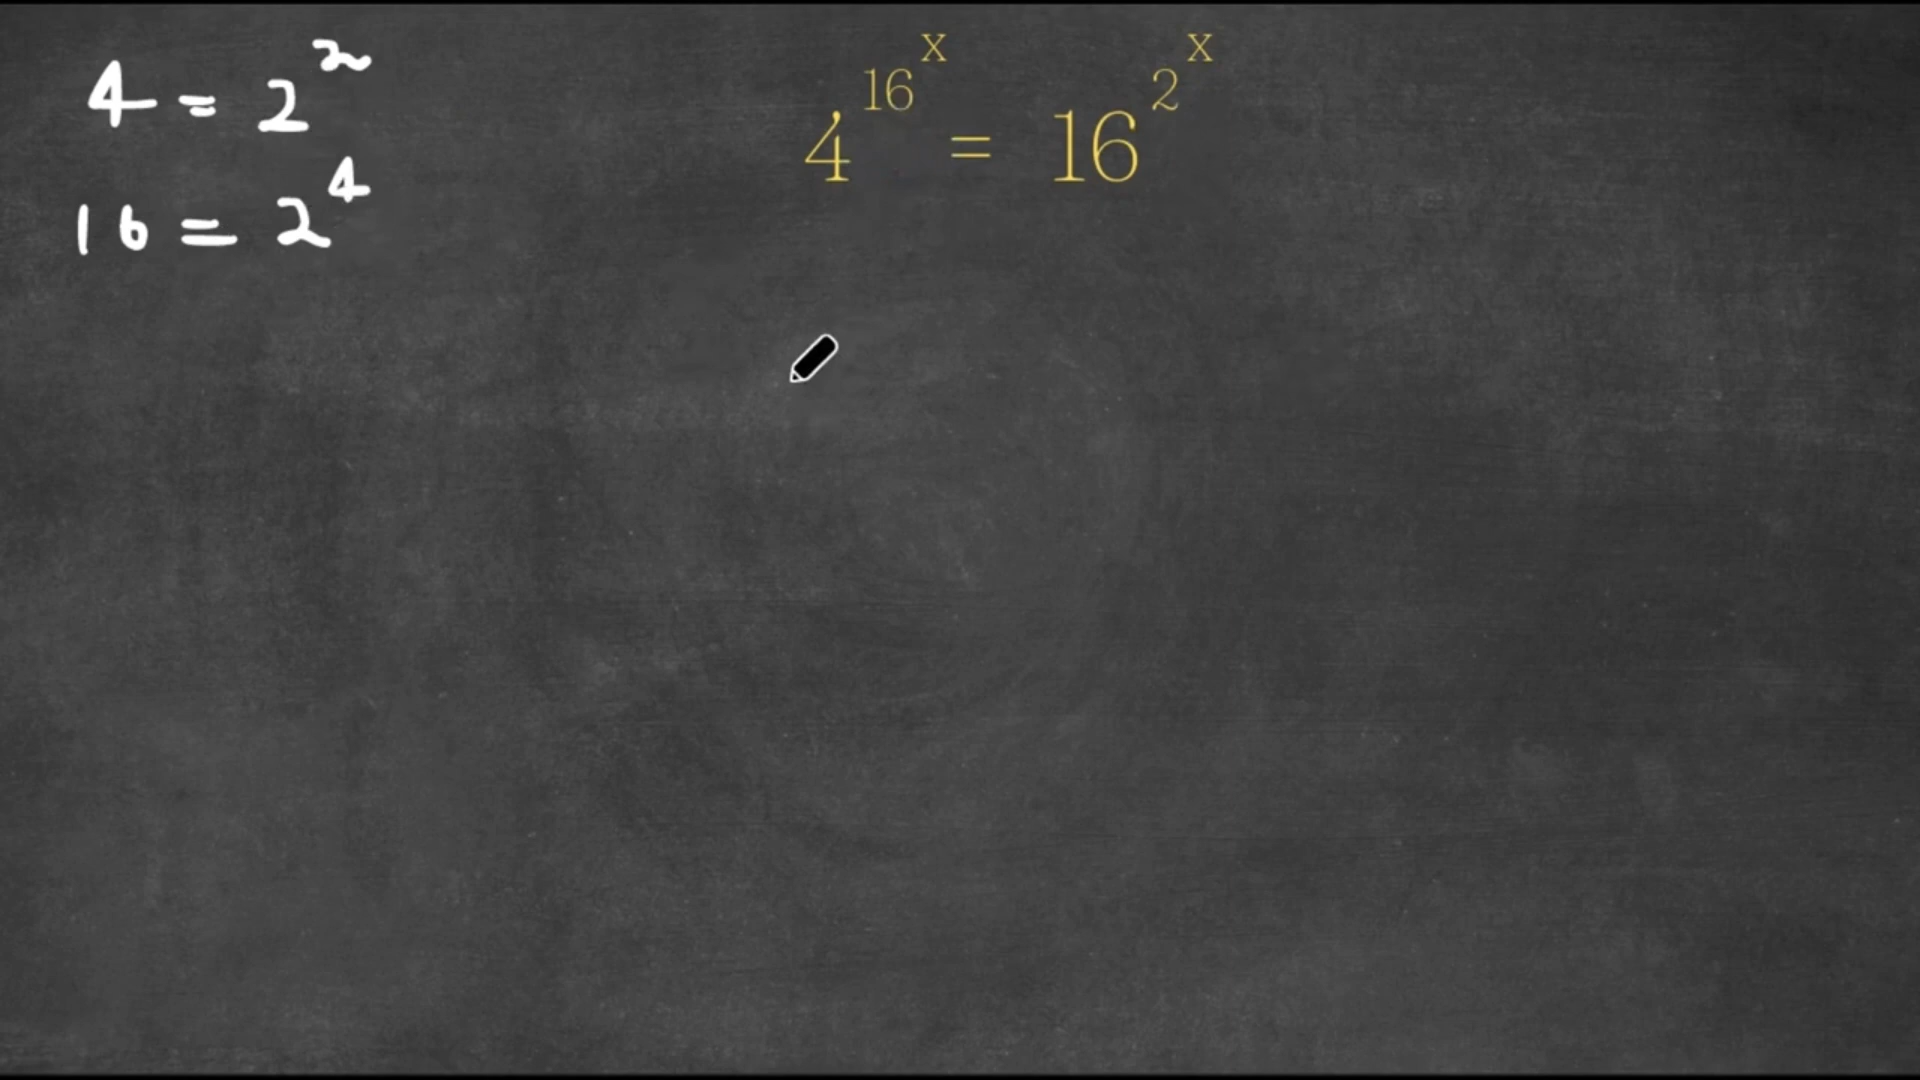 4 = 2²
16 = 2⁴
4^16^x = 16^2^x